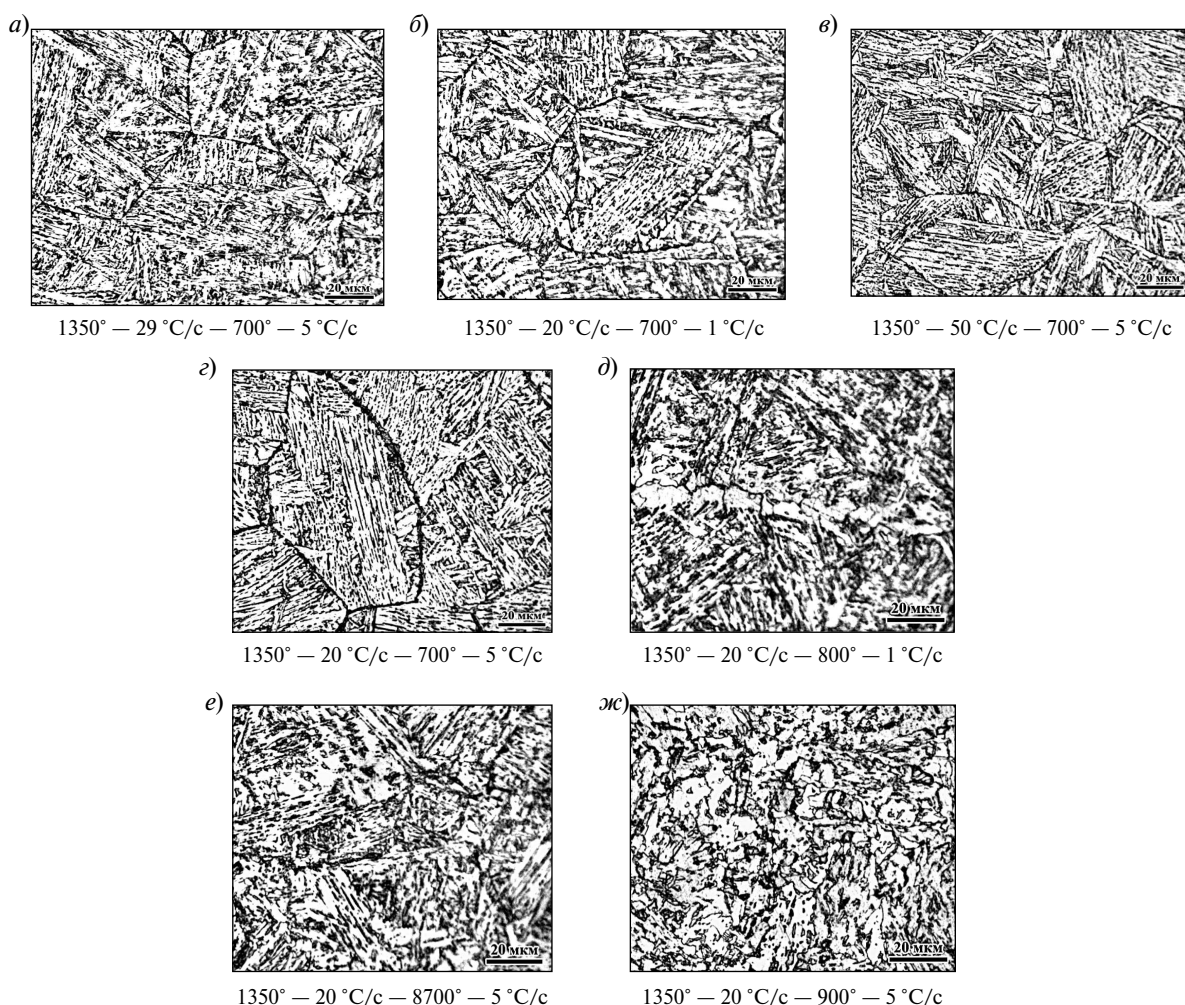 а)
20 мкм
1350° — 29 °C/c — 700° — 5 °C/c
б)
20 мкм
1350° — 20 °C/c — 700° — 1 °C/c
в)
50 мкм
1350° — 50 °C/c — 700° — 5 °C/c
г)
20 мкм
1350° — 20 °C/c — 700° — 5 °C/c
д)
20 мкм
1350° — 20 °C/c — 800° — 1 °C/c
е)
20 мкм
1350° — 20 °C/c — 8700° — 5 °C/c
ж)
20 мкм
1350° — 20 °C/c — 900° — 5 °C/c